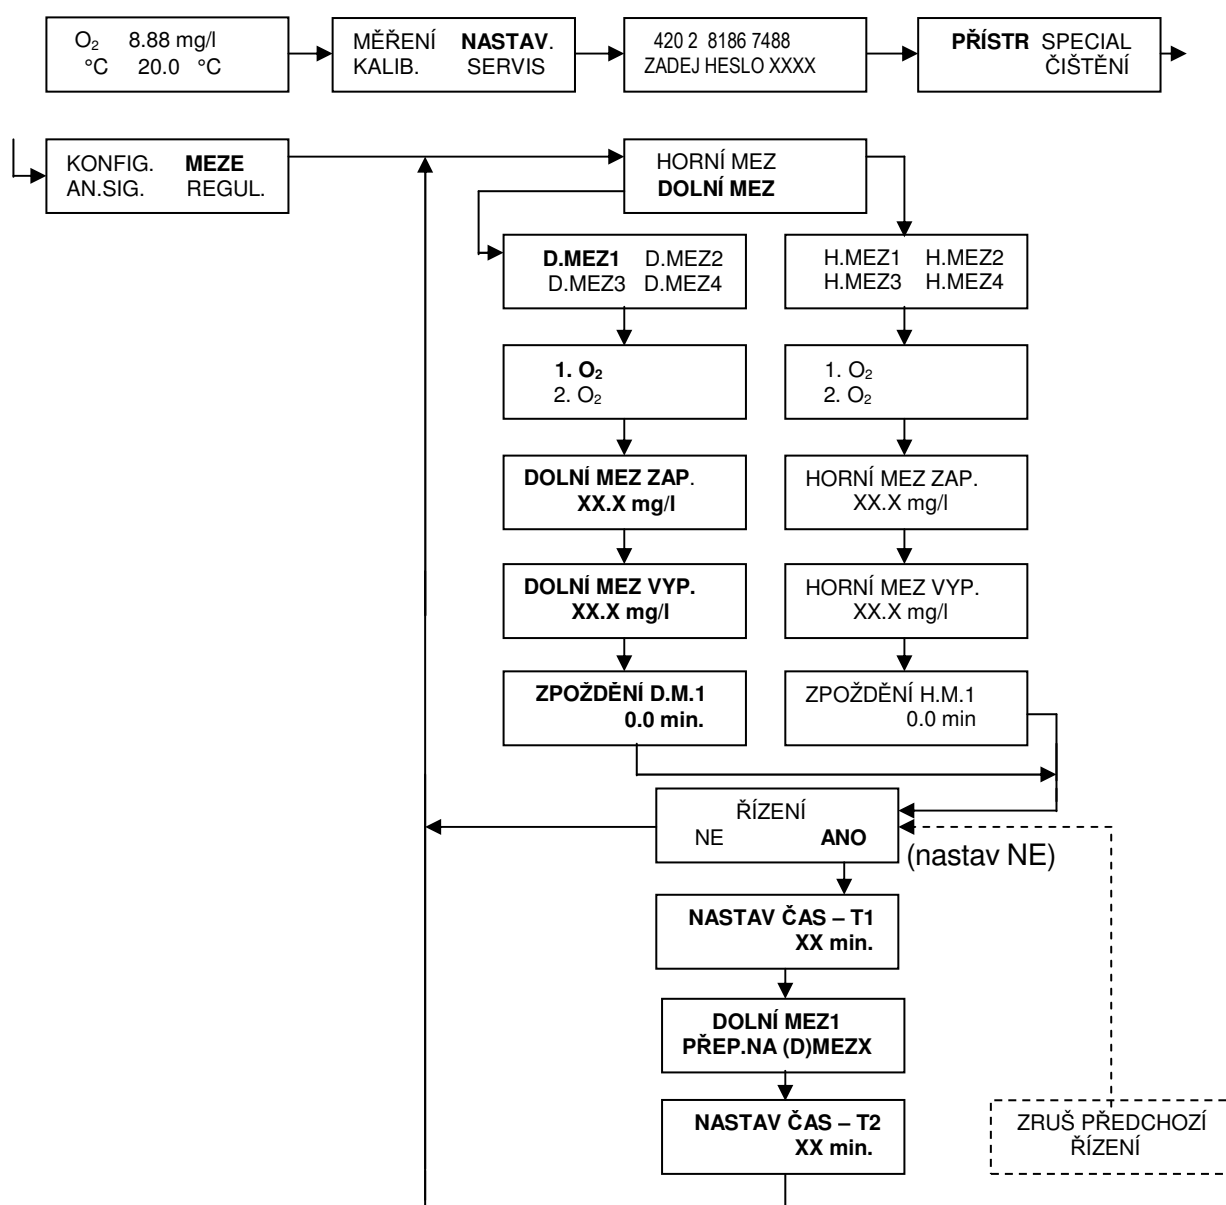 O₂ 8.88 mg/l
°C 20.0 °C
MĚŘENÍ NASTAV.
KALIB. SERVIS
420 2 8186 7488
ZADEJ HESLO XXXX
PŘÍSTR SPECIAL
ČIŠTĚNÍ
KONFIG. MEZE
AN.SIG. REGUL.
HORNÍ MEZ
DOLNÍ MEZ
D.MEZ1 D.MEZ2
D.MEZ3 D.MEZ4
H.MEZ1 H.MEZ2
H.MEZ3 H.MEZ4
1. O₂
2. O₂
1. O₂
2. O₂
DOLNÍ MEZ ZAP.
XX.X mg/l
HORNÍ MEZ ZAP.
XX.X mg/l
DOLNÍ MEZ VYP.
XX.X mg/l
HORNÍ MEZ VYP.
XX.X mg/l
ZPOŽDĚNÍ D.M.1
0.0 min.
ZPOŽDĚNÍ H.M.1
0.0 min
ŘÍZENÍ
NE ANO
(nastav NE)
NASTAV ČAS – T1
XX min.
DOLNÍ MEZ1
PŘEP.NA (D)MEZX
NASTAV ČAS – T2
XX min.
ZRUŠ PŘEDCHOZÍ
ŘÍZENÍ